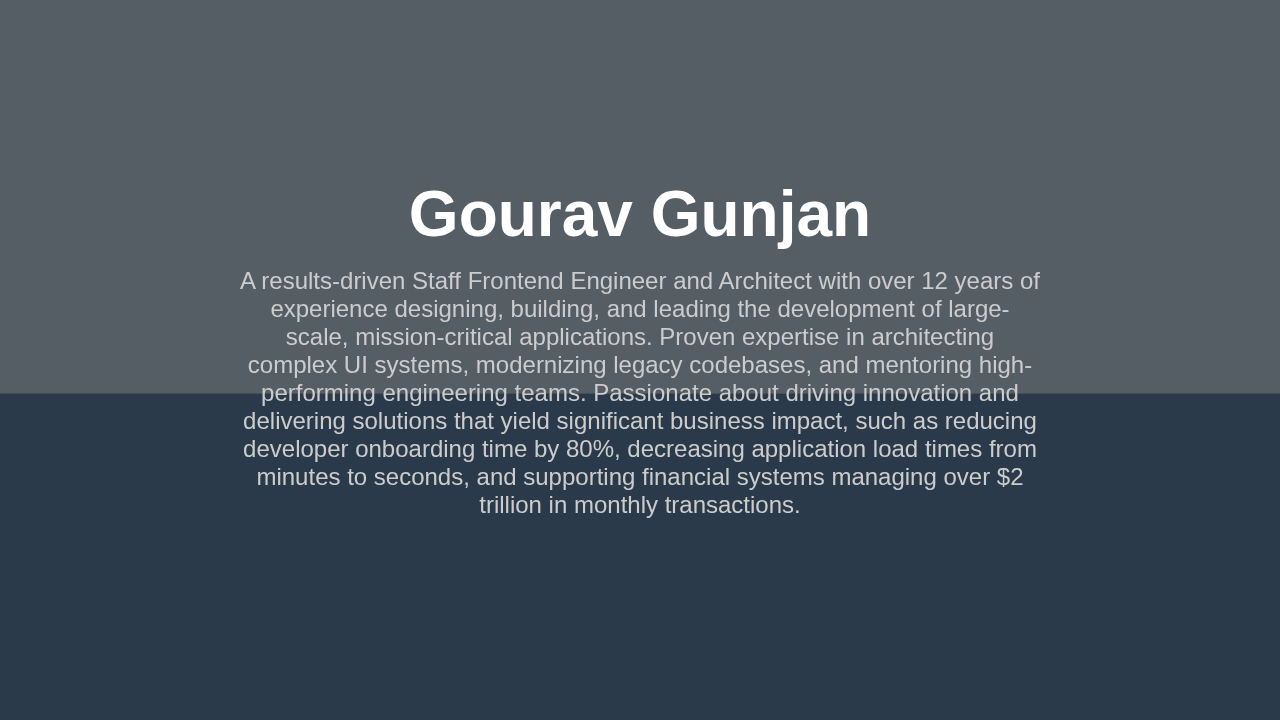 Gourav Gunjan
A results-driven Staff Frontend Engineer and Architect with over 12 years of
experience designing, building, and leading the development of large-
scale, mission-critical applications. Proven expertise in architecting
complex UI systems, modernizing legacy codebases, and mentoring high-
performing engineering teams. Passionate about driving innovation and
delivering solutions that yield significant business impact, such as reducing
developer onboarding time by 80%, decreasing application load times from
minutes to seconds, and supporting financial systems managing over $2
trillion in monthly transactions.